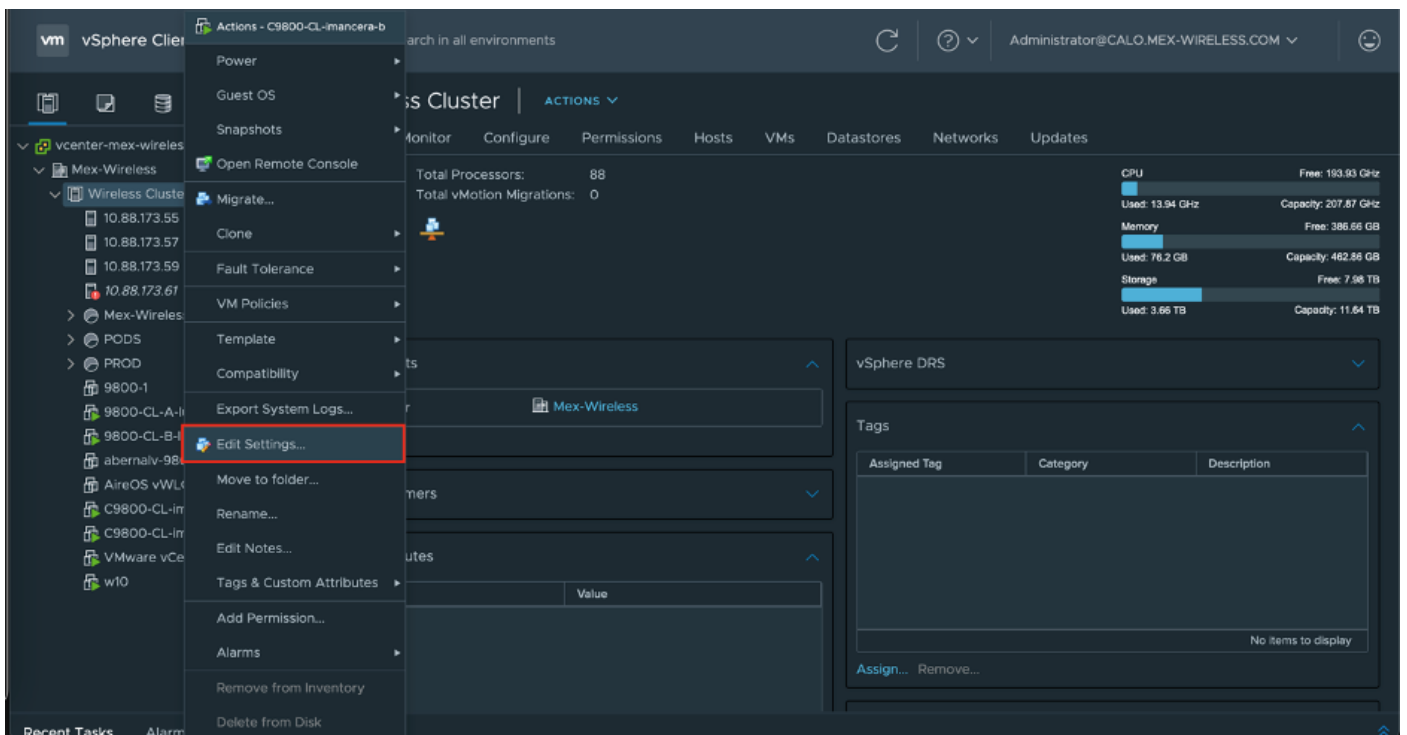 vm vSphere Clier
arch in all environments
Administrator@CALO.MEX-WIRELESS.COM
Actions - C9800-CL-imancera-b
Power
Guest OS
Snapshots
Open Remote Console
Migrate...
Clone
Fault Tolerance
VM Policies
Template
Compatibility
Export System Logs...
Edit Settings...
Move to folder...
Rename...
Edit Notes...
Tags & Custom Attributes
Add Permission...
Alarms
Remove from Inventory
Delete from Disk
vcenter-mex-wireles
Mex-Wireless
Wireless Cluste
10.88.173.55
10.88.173.57
10.88.173.59
10.88.173.61
Mex-Wireles
PODS
PROD
9800-1
9800-CL-A-I
9800-CL-B-I
abernalv-980
AireOS vWL
C9800-CL-im
C9800-CL-im
VMware vCe
w10
ss Cluster
ACTIONS
Monitor Configure Permissions Hosts VMs Datastores Networks Updates
Total Processors: 88
Total vMotion Migrations: 0
CPU Free: 193.93 GHz
Used: 13.94 GHz Capacity: 207.87 GHz
Memory Free: 386.66 GB
Used: 76.2 GB Capacity: 462.86 GB
Storage Free: 7.98 TB
Used: 3.66 TB Capacity: 11.64 TB
ts
r Mex-Wireless
mers
utes
Value
vSphere DRS
Tags
Assigned Tag Category Description
No items to display
Assign... Remove...
Recent Tasks Alarm